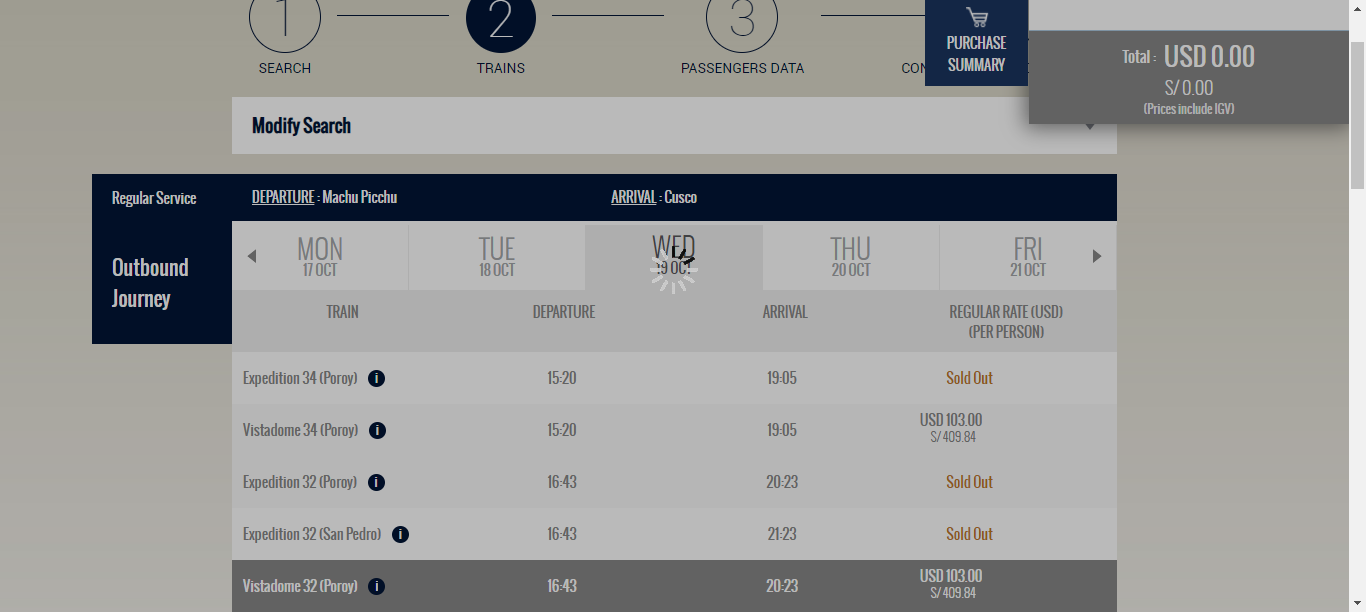 1
2
3
SEARCH
TRAINS
PASSENGERS DATA
PURCHASE
SUMMARY
Total : USD 0.00
S/ 0.00
(Prices include IGV)
Modify Search
Regular Service
DEPARTURE : Machu Picchu
ARRIVAL : Cusco
Outbound
Journey
MON
17 OCT
TUE
18 OCT
WED
19 OCT
THU
20 OCT
FRI
21 OCT
TRAIN
DEPARTURE
ARRIVAL
REGULAR RATE (USD)
(PER PERSON)
Expedition 34 (Poroy) i 15:20 19:05 Sold Out
Vistadome 34 (Poroy) i 15:20 19:05 USD 103.00
S/ 409.84
Expedition 32 (Poroy) i 16:43 20:23 Sold Out
Expedition 32 (San Pedro) i 16:43 21:23 Sold Out
Vistadome 32 (Poroy) i 16:43 20:23 USD 103.00
S/ 409.84